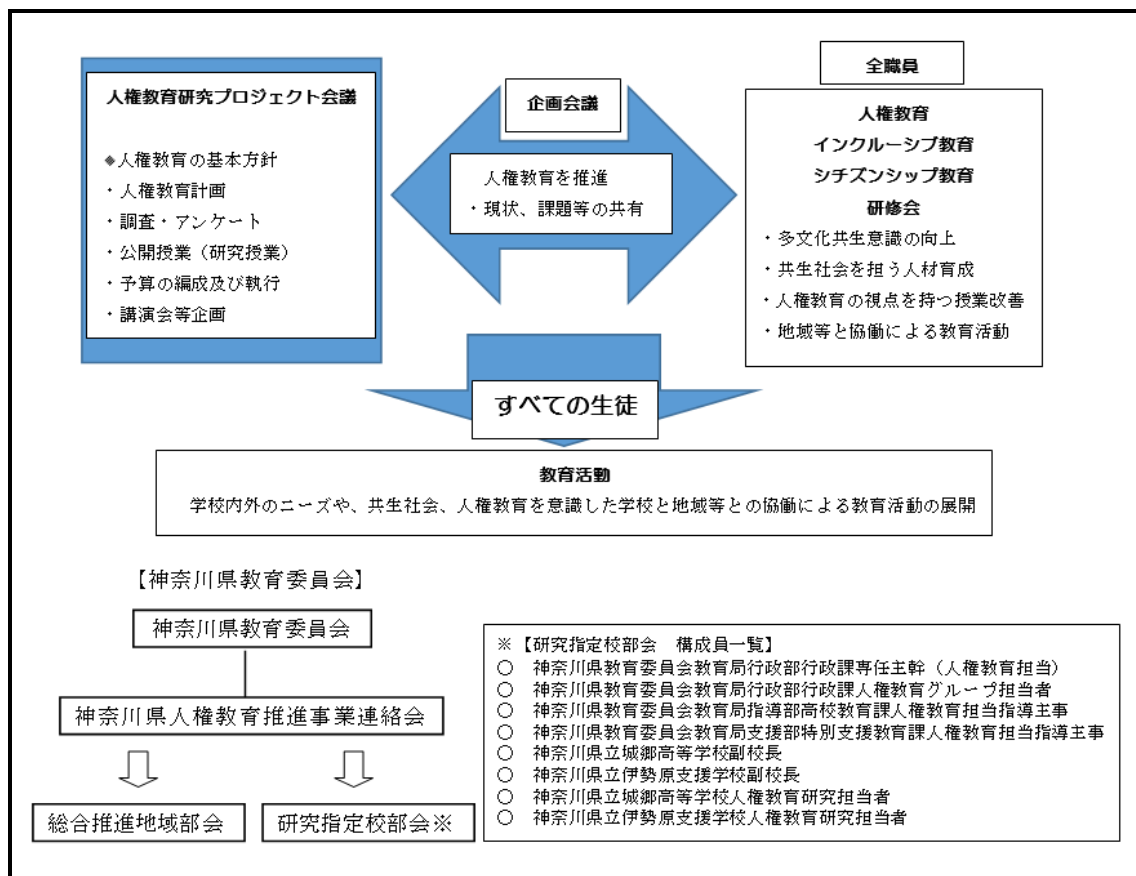 人権教育研究プロジェクト会議
◆人権教育の基本方針
・人権教育計画
・調査・アンケート
・公開授業（研究授業）
・予算の編成及び執行
・講演会等企画
企画会議
人権教育を推進
・現状、課題等の共有
全職員
人権教育
インクルーシブ教育
シチズンシップ教育
研修会
・多文化共生意識の向上
・共生社会を担う人材育成
・人権教育の視点を持つ授業改善
・地域等と協働による教育活動
すべての生徒
教育活動
学校内外のニーズや、共生社会、人権教育を意識した学校と地域等との協働による教育活動の展開
【神奈川県教育委員会】
神奈川県教育委員会
神奈川県人権教育推進事業連絡会
総合推進地域部会
研究指定校部会※
※【研究指定校部会　構成員一覧】
○　神奈川県教育委員会教育局行政部行政課専任主幹（人権教育担当）
○　神奈川県教育委員会教育局行政部行政課人権教育グループ担当者
○　神奈川県教育委員会教育局指導部高校教育課人権教育担当指導主事
○　神奈川県教育委員会教育局支援部特別支援教育課人権教育担当指導主事
○　神奈川県立城郷高等学校副校長
○　神奈川県立伊勢原支援学校副校長
○　神奈川県立城郷高等学校人権教育研究担当者
○　神奈川県立伊勢原支援学校人権教育研究担当者